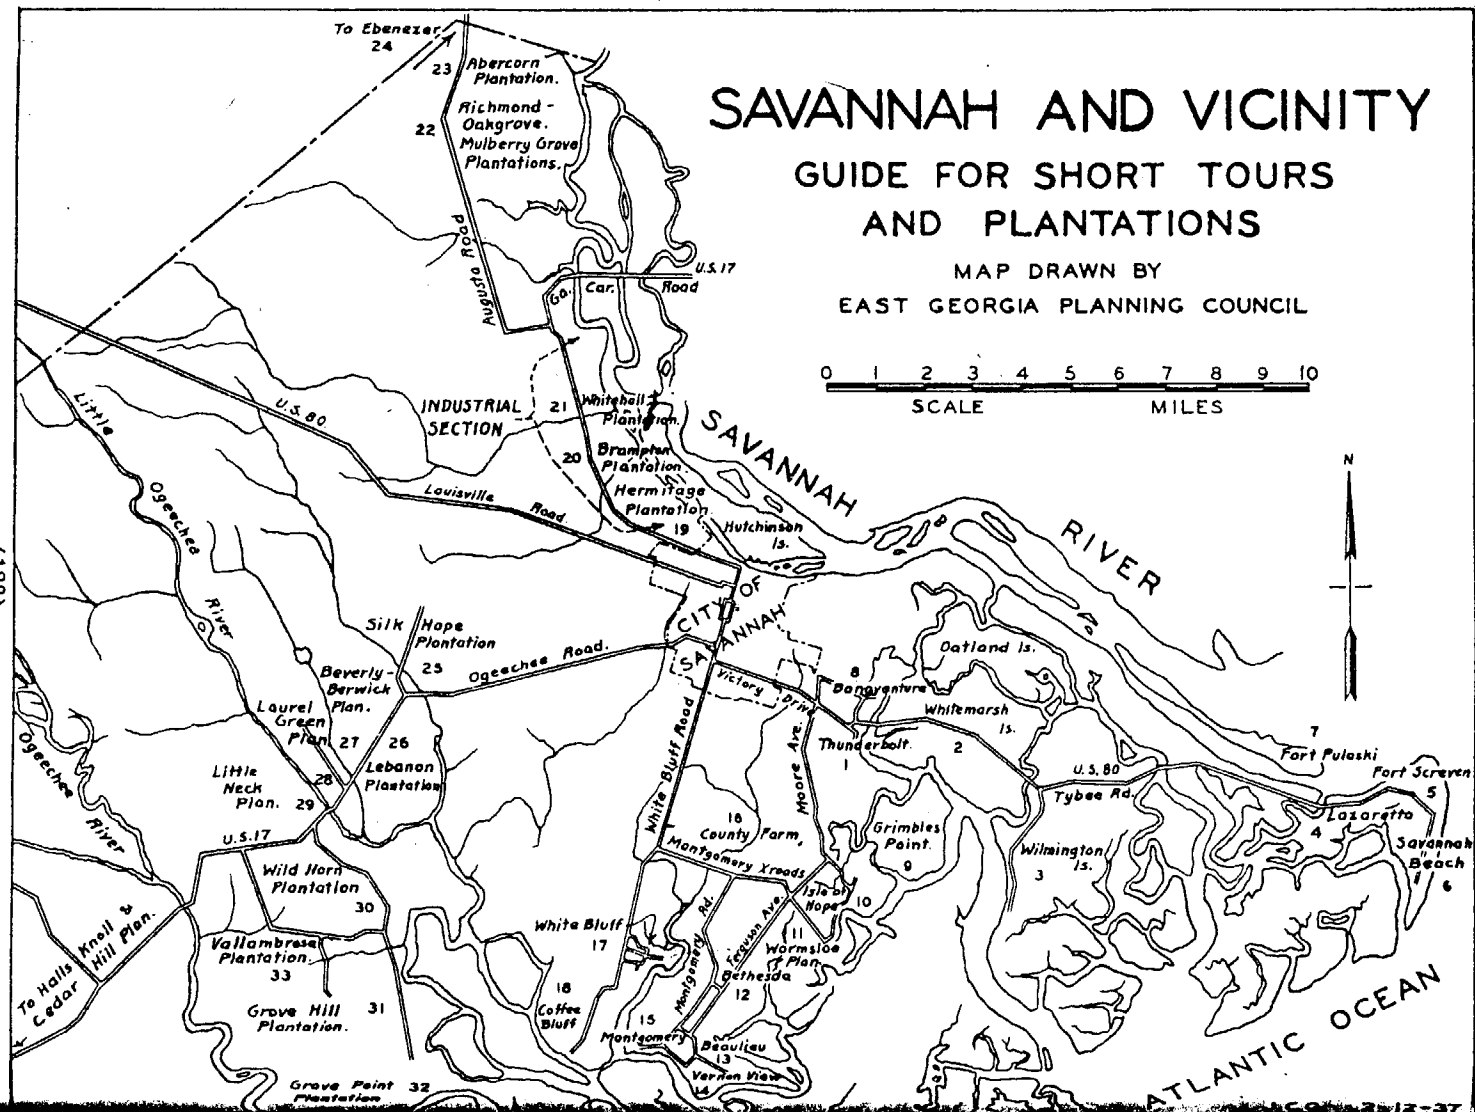 To Ebenezer
24
23
Abercorn
Plantation.
22
Richmond -
Oakgrove.
Mulberry Grove
Plantations.
SAVANNAH AND VICINITY
GUIDE FOR SHORT TOURS
AND PLANTATIONS
MAP DRAWN BY
EAST GEORGIA PLANNING COUNCIL
0 1 2 3 4 5 6 7 8 9 10
SCALE MILES
Augusta Road
U.S. 17
Ga. Car. Road
Little
Ogeechee
River
U.S. 80
INDUSTRIAL
SECTION
21
Whitehall
Plantation.
20
Brampton
Plantation.
Hermitage
Plantation
19
Louisville Road
Hutchinson
Is.
SAVANNAH
RIVER
N
CITY OF
SAVANNAH
Silk Hope
Plantation
25
Ogeechee Road.
Beverly-
Berwick
Plan.
Laurel
Green
Plan.
27
26
Lebanon
Plantation
28
Little
Neck
Plan.
29
U.S.17
Ogeechee
River
Wild Horn
Plantation
30
Vallambrosa
Plantation.
33
Grove Hill
Plantation.
31
Grove Point
Plantation
32
To Halls Knoll &
Cedar Hill Plan.
Victory Drive
8
Bonaventure
Oatland Is.
Whitemarsh
Is.
2
Thunderbolt.
1
White Bluff Road
Moore Ave.
U.S.80
Tybee Rd.
7
Fort Pulaski
Fort Screven
5
Lazaretto
4
Savannah
Beach
6
16
County Farm,
Montgomery Xroads
Grimbles
Point.
9
Wilmington
Is.
3
Isle of
Hope
10
11
Wormsloe
Plan.
White Bluff
17
Montgomery Rd.
Ferguson Ave.
Bethesda
12
18
Coffee
Bluff
15
Montgomery
Beaulieu
13
Vernon View
14
ATLANTIC OCEAN
2-12-37